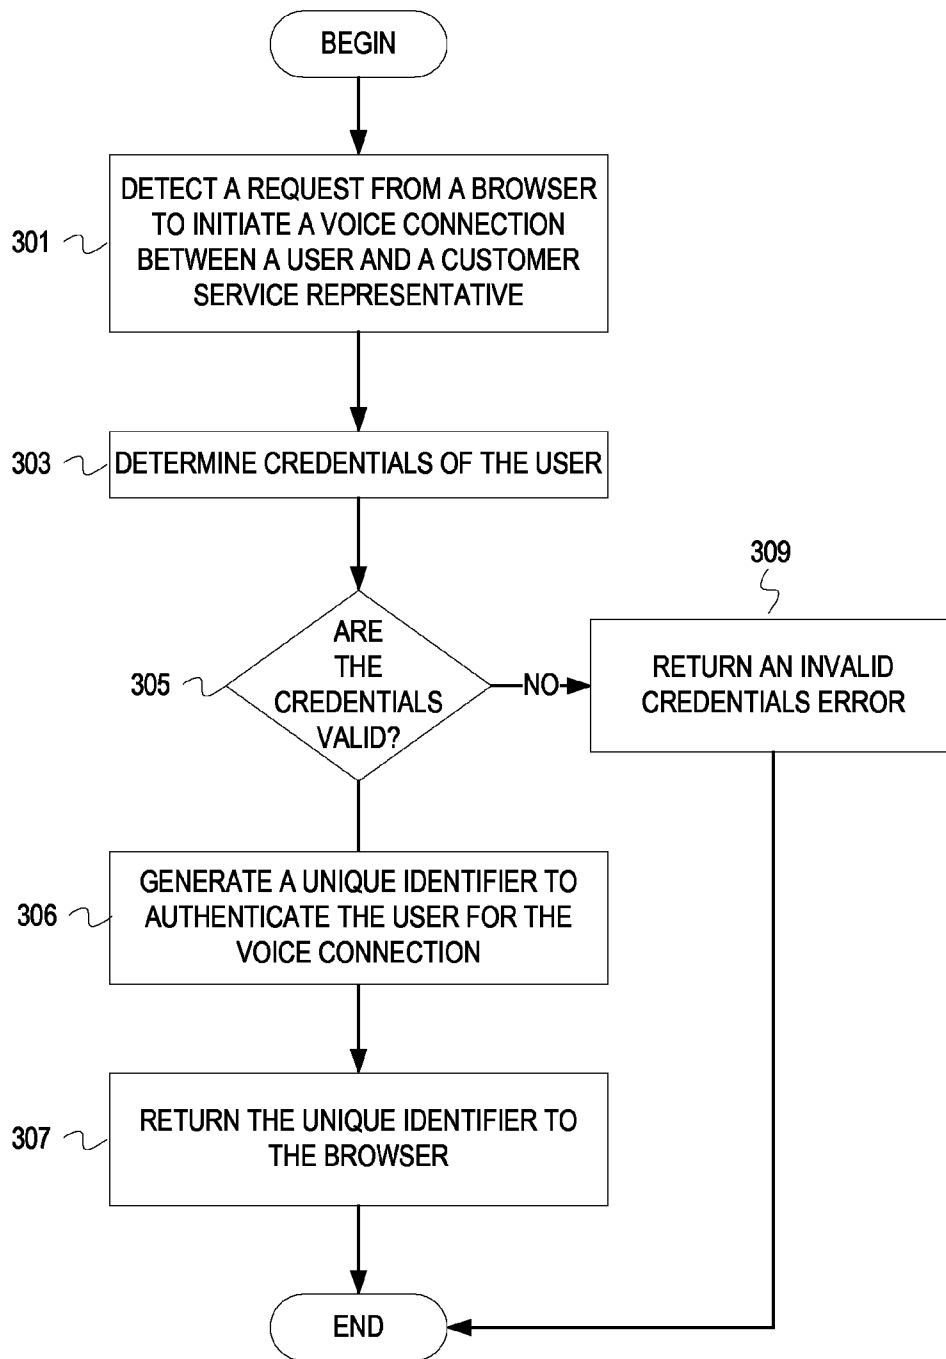 BEGIN
301
DETECT A REQUEST FROM A BROWSER
TO INITIATE A VOICE CONNECTION
BETWEEN A USER AND A CUSTOMER
SERVICE REPRESENTATIVE
303
DETERMINE CREDENTIALS OF THE USER
305
ARE
THE
CREDENTIALS
VALID?
NO
309
RETURN AN INVALID
CREDENTIALS ERROR
306
GENERATE A UNIQUE IDENTIFIER TO
AUTHENTICATE THE USER FOR THE
VOICE CONNECTION
307
RETURN THE UNIQUE IDENTIFIER TO
THE BROWSER
END